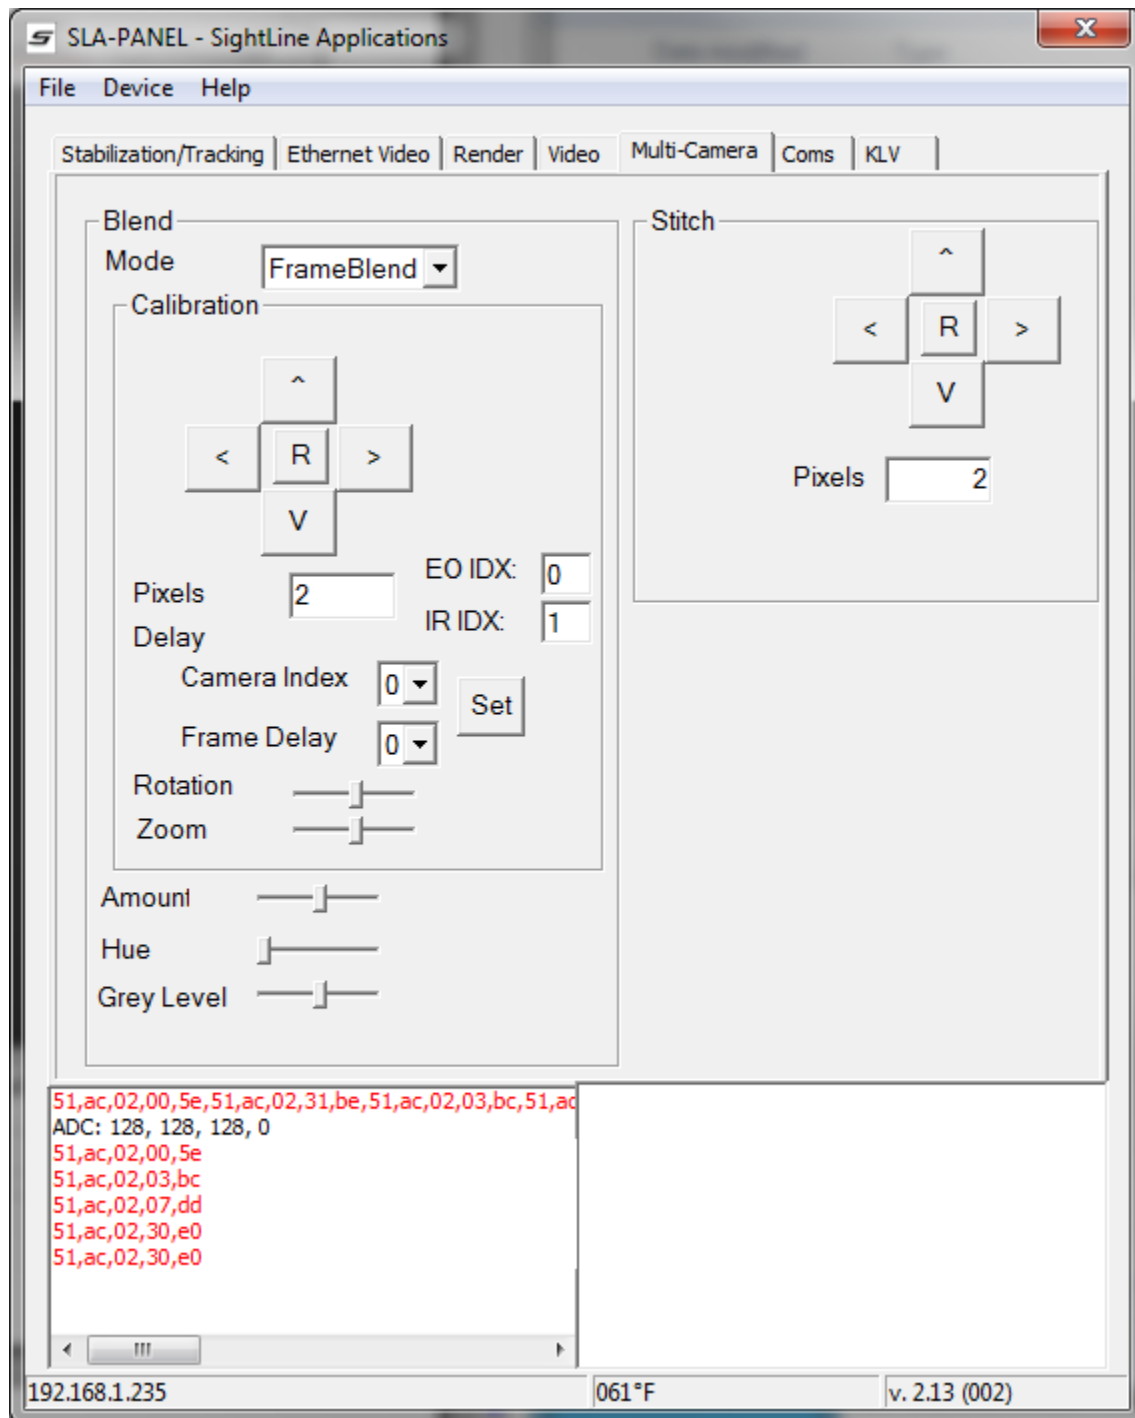 SLA-PANEL - SightLine Applications
X
File Device Help
Stabilization/Tracking Ethernet Video Render Video Multi-Camera Coms KLV
Blend
Mode FrameBlend
Calibration
^
< R >
V
Pixels 2
EO IDX: 0
IR IDX: 1
Delay
Camera Index 0
Set
Frame Delay 0
Rotation
Zoom
Amount
Hue
Grey Level
Stitch
^
< R >
V
Pixels 2
51,ac,02,00,5e,51,ac,02,31,be,51,ac,02,03,bc,51,ac
ADC: 128, 128, 128, 0
51,ac,02,00,5e
51,ac,02,03,bc
51,ac,02,07,dd
51,ac,02,30,e0
51,ac,02,30,e0
192.168.1.235 061°F v. 2.13 (002)